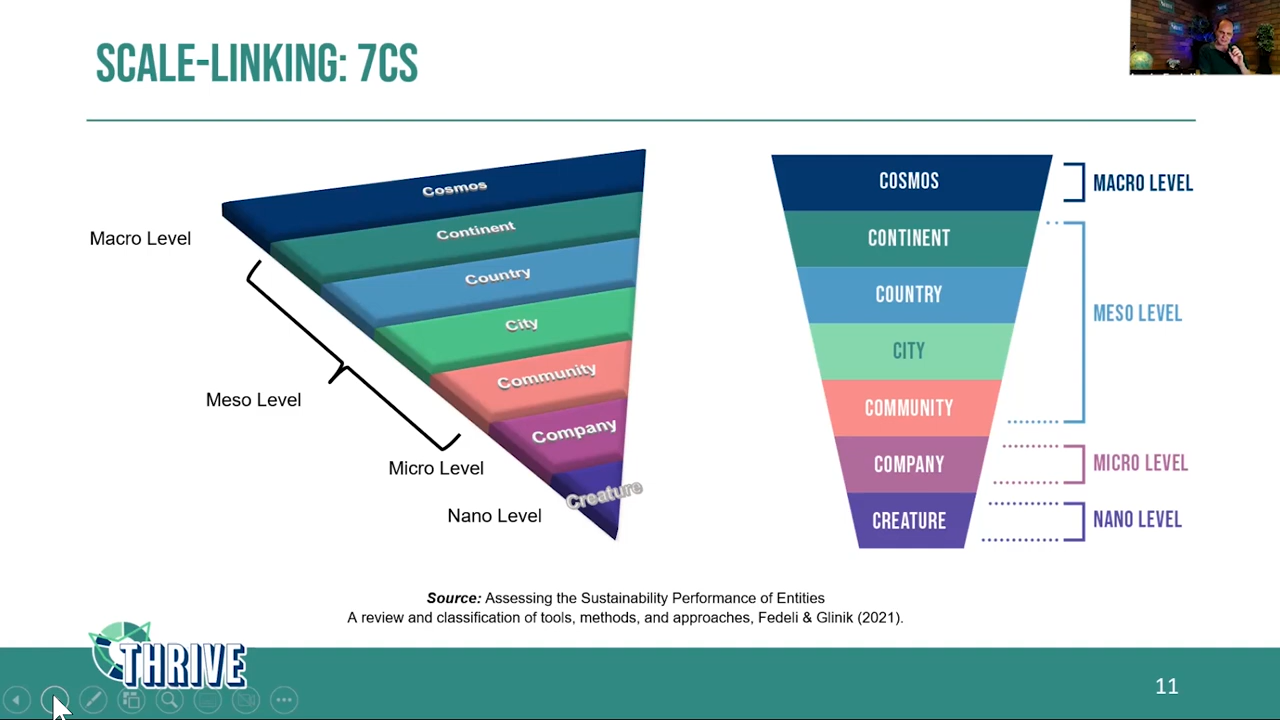 SCALE-LINKING: 7CS
Cosmos
Continent
Country
City
Community
Company
Creature
Macro Level
Meso Level
Micro Level
Nano Level
COSMOS
CONTINENT
COUNTRY
CITY
COMMUNITY
COMPANY
CREATURE
MACRO LEVEL
MESO LEVEL
MICRO LEVEL
NANO LEVEL
Source: Assessing the Sustainability Performance of Entities
A review and classification of tools, methods, and approaches, Fedeli & Glinik (2021).
THRIVE
11